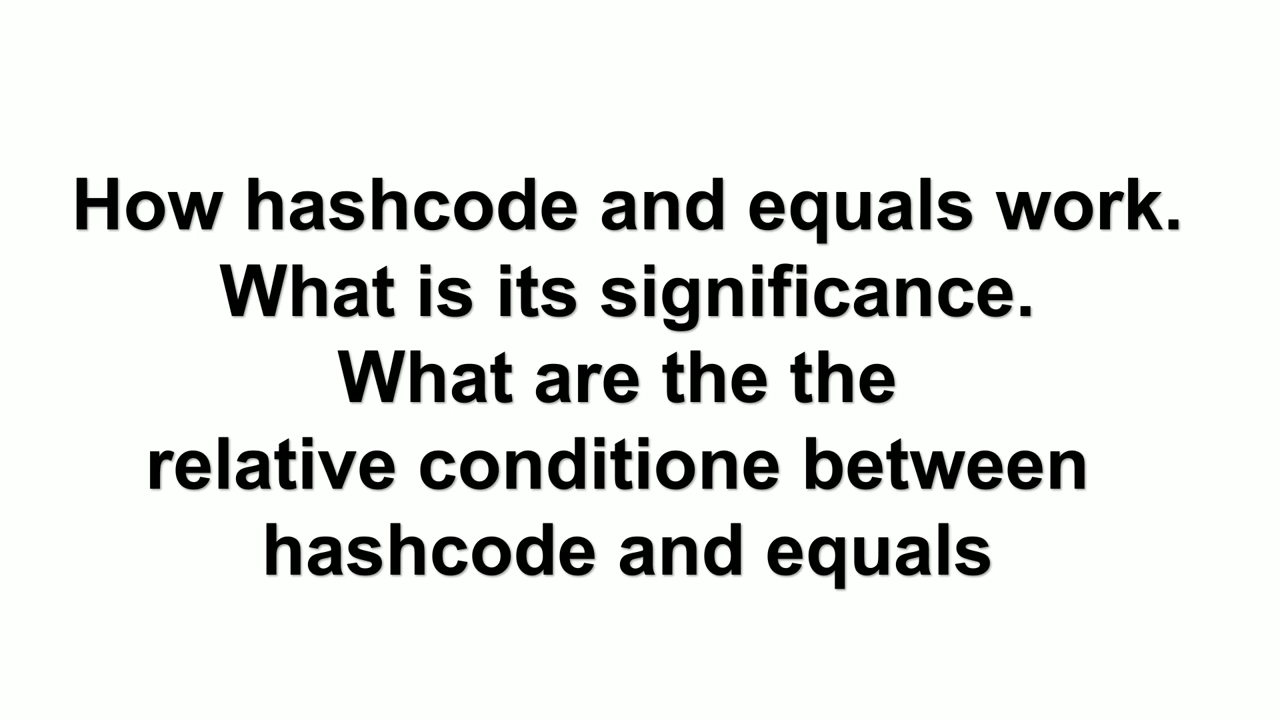 How hashcode and equals work.
What is its significance.
What are the the
relative conditione between
hashcode and equals